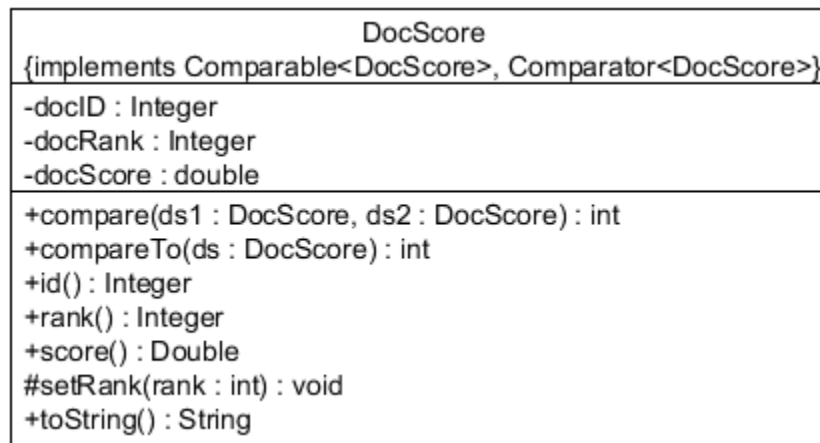 DocScore
{implements Comparable<DocScore>, Comparator<DocScore>}
-docID : Integer
-docRank : Integer
-docScore : double
+compare(ds1 : DocScore, ds2 : DocScore) : int
+compareTo(ds : DocScore) : int
+id() : Integer
+rank() : Integer
+score() : Double
#setRank(rank : int) : void
+toString() : String